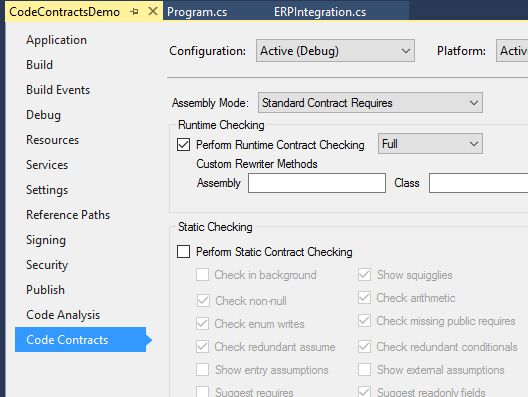 CodeContractsDemo Program.cs ERPIntegration.cs
Application
Build
Build Events
Debug
Resources
Services
Settings
Reference Paths
Signing
Security
Publish
Code Analysis
Code Contracts
Configuration: Active (Debug) Platform:
Assembly Mode: Standard Contract Requires
Runtime Checking
Perform Runtime Contract Checking Full
Custom Rewriter Methods
Assembly Class
Static Checking
Perform Static Contract Checking
Check in background Show squigglies
Check non-null Check arithmetic
Check enum writes Check missing public requires
Check redundant assume Check redundant conditionals
Show entry assumptions Show external assumptions
Suggest requires Suggest readonly fields